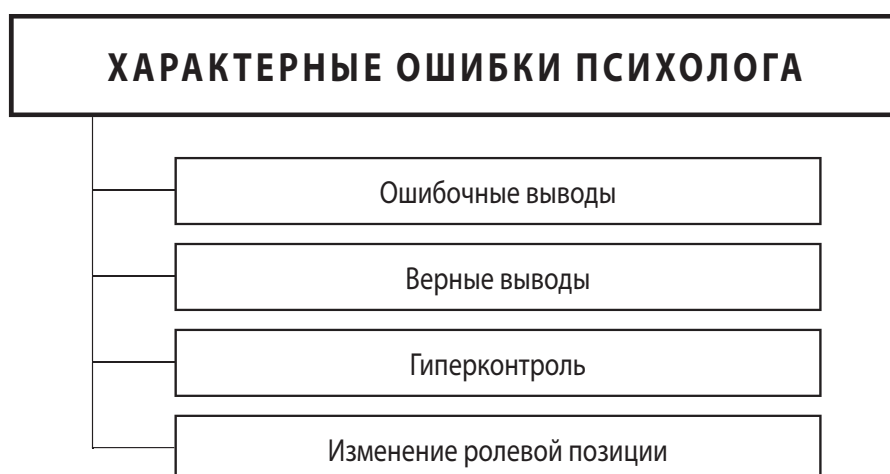 ХАРАКТЕРНЫЕ ОШИБКИ ПСИХОЛОГА
Ошибочные выводы
Верные выводы
Гиперконтроль
Изменение ролевой позиции